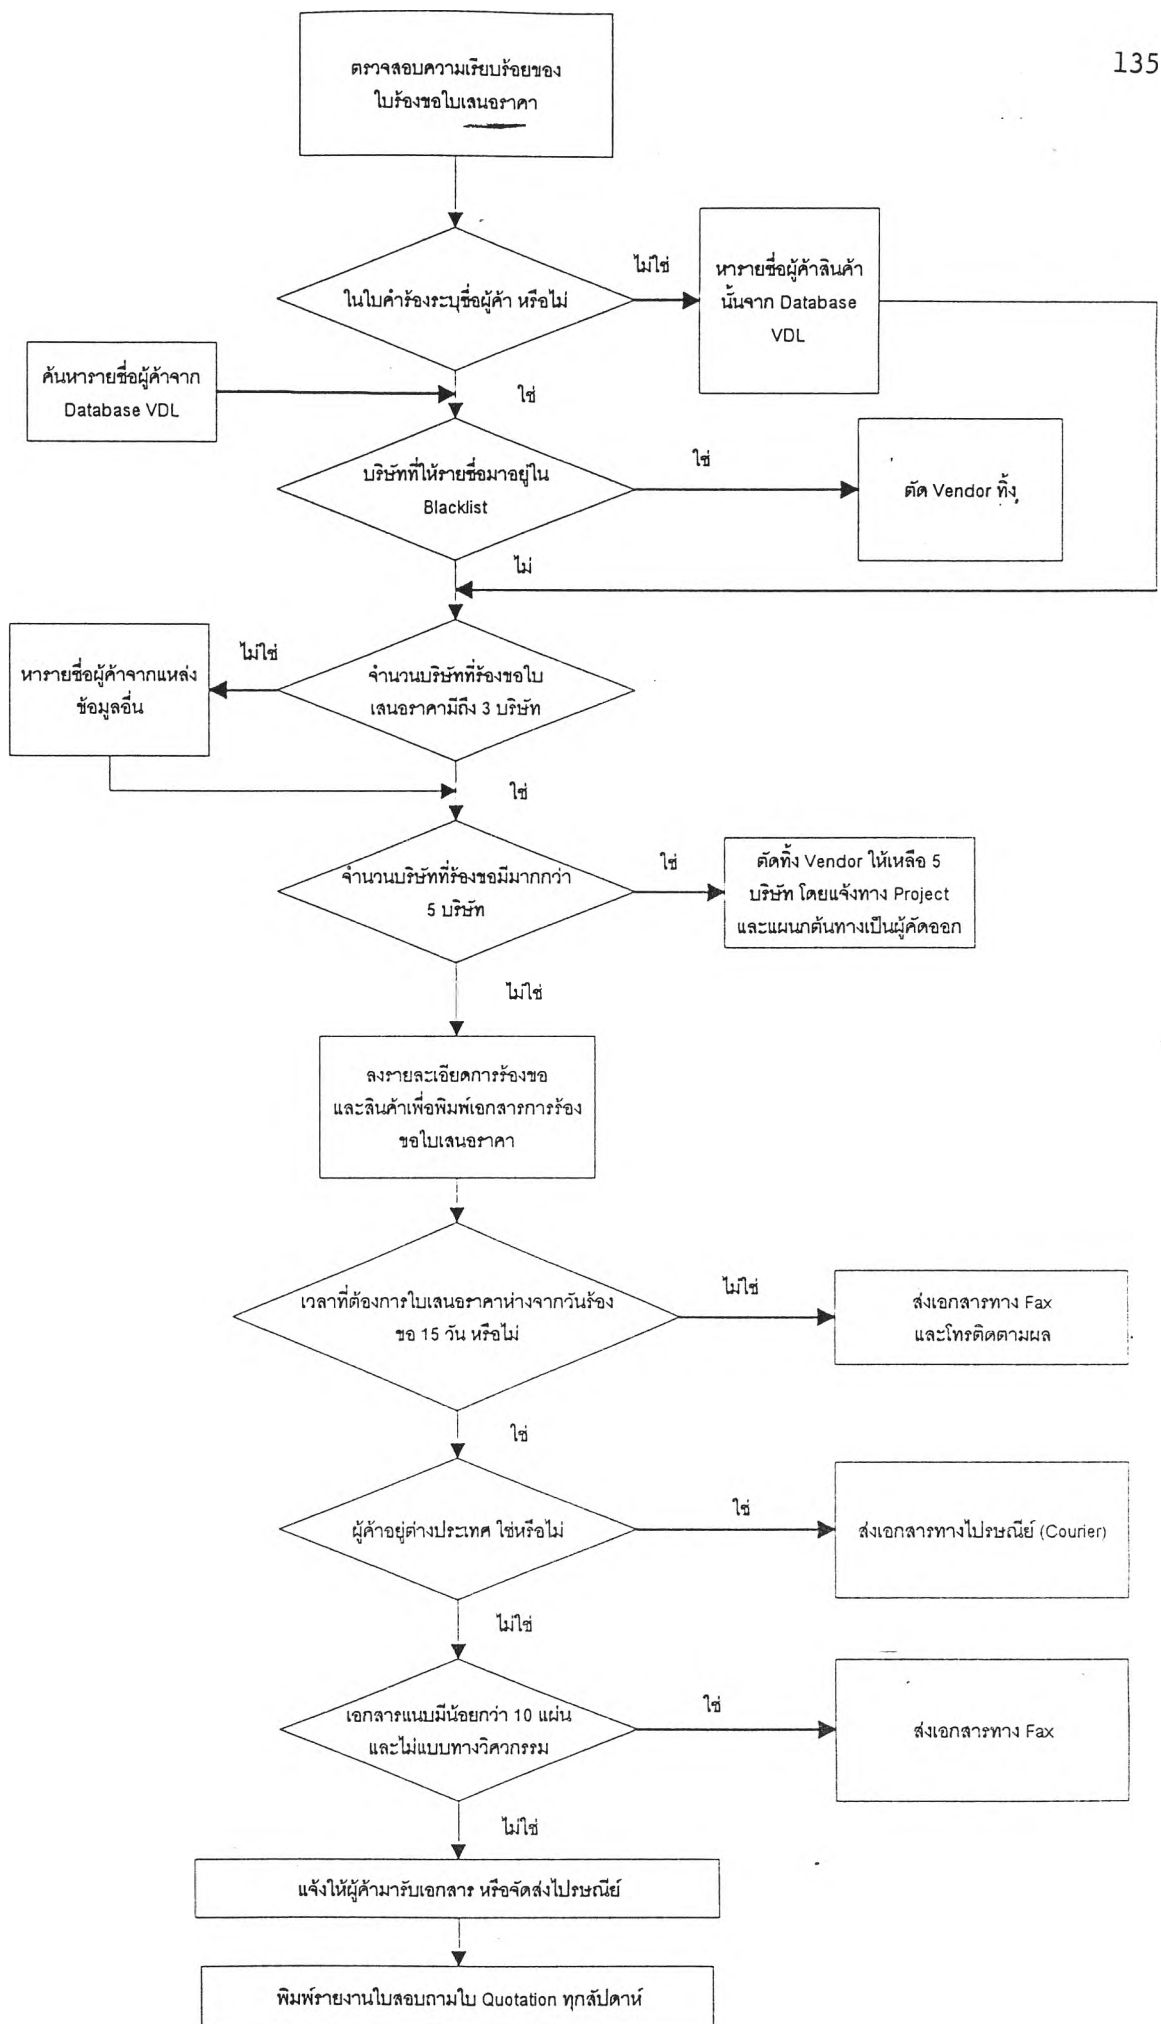 135
ตรวจสอบความเรียบร้อยของ
ใบร้องขอใบเสนอราคา
ในใบคำร้องระบุชื่อผู้ค้า หรือไม่
ไม่ใช่
หารายชื่อผู้ค้าสินค้า
นั้นจาก Database
VDL
ค้นหารายชื่อผู้ค้าจาก
Database VDL
ใช่
บริษัทที่ให้รายชื่อมาอยู่ใน
Blacklist
ใช่
ตัด Vendor ทิ้ง
ไม่
จำนวนบริษัทที่ร้องขอใบ
เสนอราคามีถึง 3 บริษัท
ไม่ใช่
หารายชื่อผู้ค้าจากแหล่ง
ข้อมูลอื่น
ใช่
จำนวนบริษัทที่ร้องขอมีมากกว่า
5 บริษัท
ใช่
ตัดทิ้ง Vendor ให้เหลือ 5
บริษัท โดยแจ้งทาง Project
และแผนกต้นทางเป็นผู้คัดออก
ไม่ใช่
ลงรายละเอียดการร้องขอ
และสินค้าเพื่อพิมพ์เอกสารการร้อง
ขอใบเสนอราคา
เวลาที่ต้องการใบเสนอราคาห่างจากวันร้อง
ขอ 15 วัน หรือไม่
ไม่ใช่
ส่งเอกสารทาง Fax
และโทรติดตามผล
ใช่
ผู้ค้าอยู่ต่างประเทศ ใช่หรือไม่
ใช่
ส่งเอกสารทางไปรษณีย์ (Courier)
ไม่ใช่
เอกสารแนบมีน้อยกว่า 10 แผ่น
และไม่แบบทางวิศวกรรม
ใช่
ส่งเอกสารทาง Fax
ไม่ใช่
แจ้งให้ผู้ค้ามารับเอกสาร หรือจัดส่งไปรษณีย์
พิมพ์รายงานใบสอบถามใบ Quotation ทุกสัปดาห์